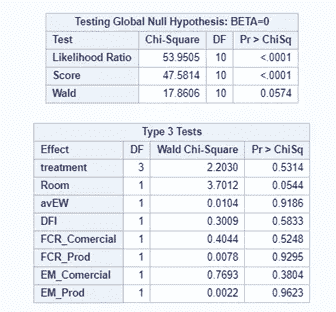 Testing Global Null Hypothesis: BETA=0
Test Chi-Square DF Pr > ChiSq
Likelihood Ratio 53.9505 10 <.0001
Score 47.5814 10 <.0001
Wald 17.8606 10 0.0574
Type 3 Tests
Effect DF Wald Chi-Square Pr > ChiSq
treatment 3 2.2030 0.5314
Room 1 3.7012 0.0544
avEW 1 0.0104 0.9186
DFI 1 0.3009 0.5833
FCR_Comercial 1 0.4044 0.5248
FCR_Prod 1 0.0078 0.9295
EM_Comercial 1 0.7693 0.3804
EM_Prod 1 0.0022 0.9623